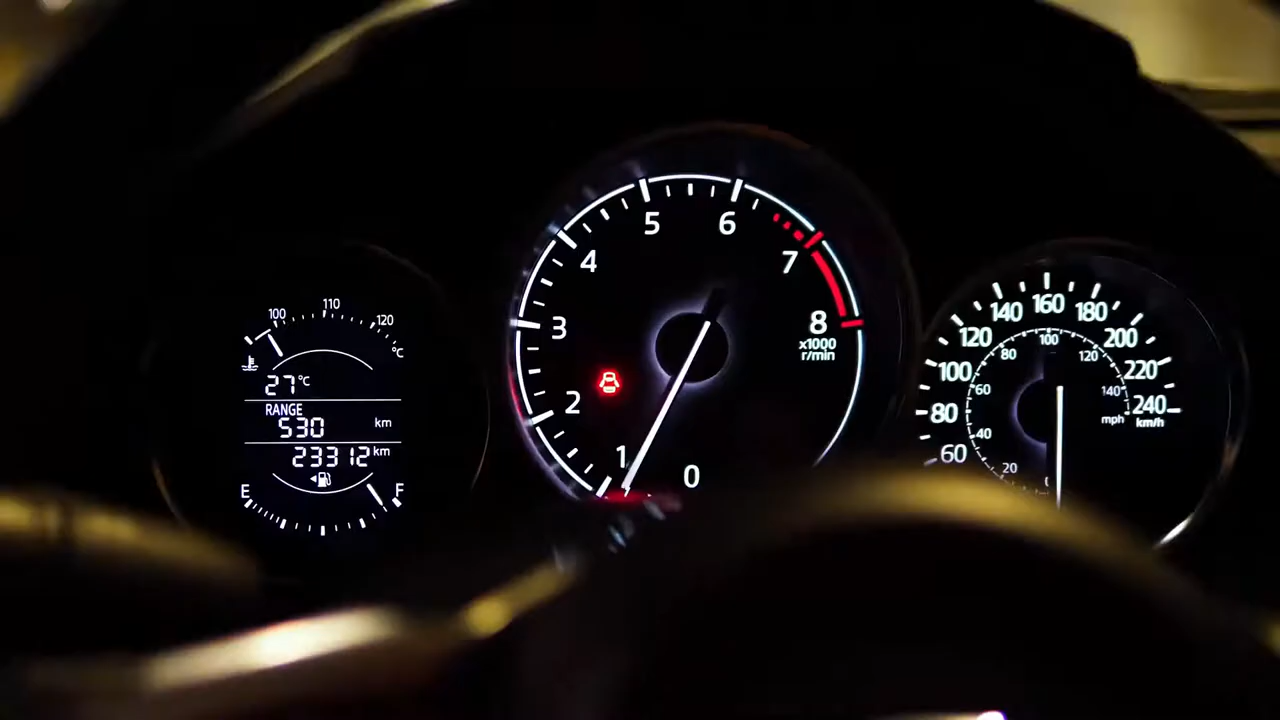 100 110 120
°C
27°C
RANGE
530 km
23312 km
E F
0 1 2 3 4 5 6 7 8
x1000
r/min
60 80 100 120 140 160 180 200 220 240
km/h
20 40 60 80 100 120 140
mph